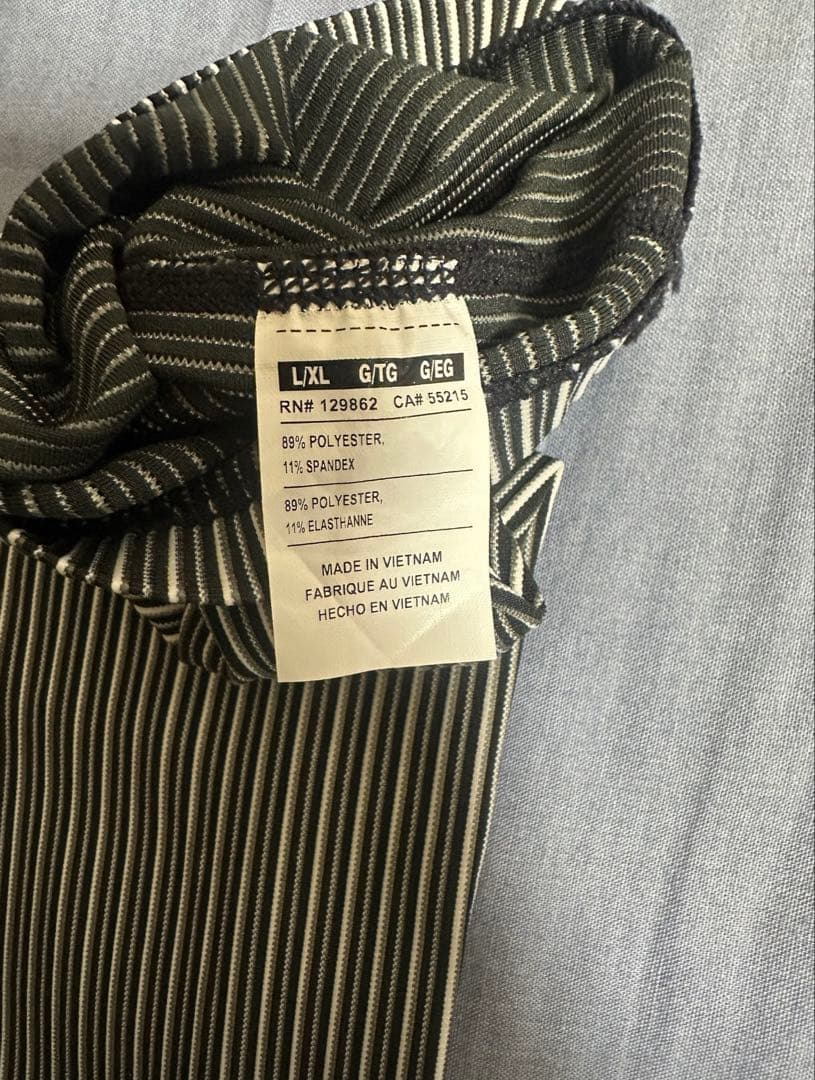 L/XL G/TG G/EG
RN# 129862 CA# 55215
89% POLYESTER,
11% SPANDEX
89% POLYESTER,
11% ELASTHANNE
MADE IN VIETNAM
FABRIQUE AU VIETNAM
HECHO EN VIETNAM